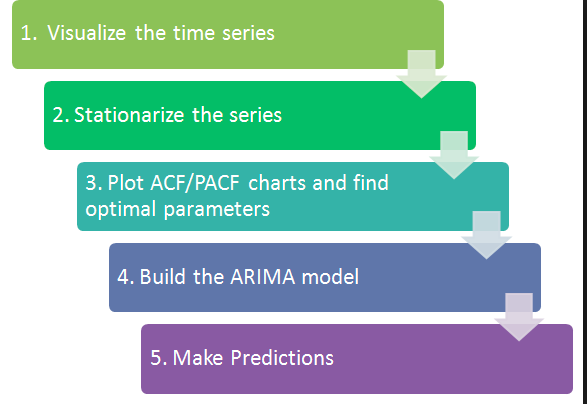 1. Visualize the time series
2. Stationarize the series
3. Plot ACF/PACF charts and find
optimal parameters
4. Build the ARIMA model
5. Make Predictions